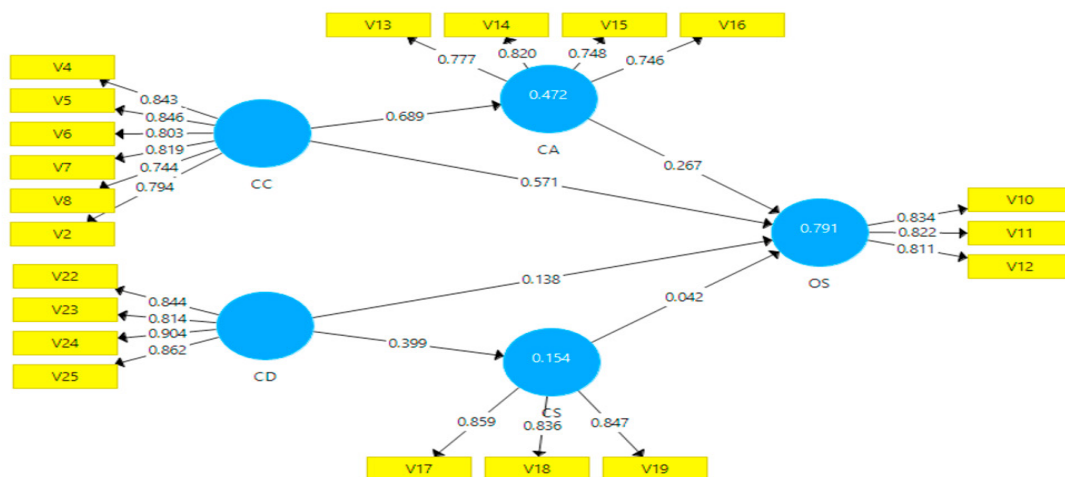 V13 V14 V15 V16
0.777 0.820 0.748 0.746
V4
0.843
V5
0.846
V6
0.803
V7
0.819
V8
0.744
V2
0.794
CC
0.689
0.472
CA
0.571
0.267
V22
0.844
V23
0.814
V24
0.904
V25
0.862
CD
0.138
0.399
0.154
CS
0.042
0.791
OS
V10
0.834
V11
0.822
V12
0.811
0.859 0.836 0.847
V17 V18 V19